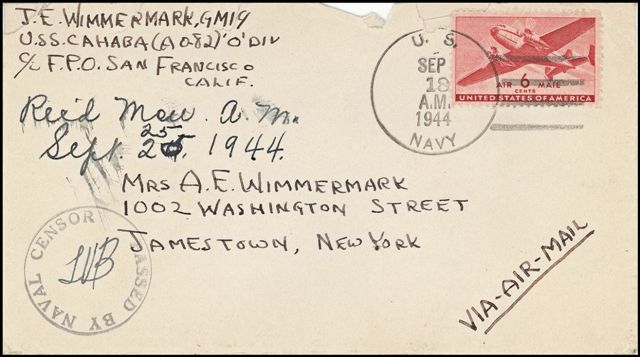 J.E. WIMMERMARK, GM1G
U.S.S. CAHABA (AO-82) 'O' DIV
C/O F.P.O. SAN FRANCISCO
CALIF.
Rec'd Mon. A.M.
Sept. 25, 1944.
25
MRS A.E. WIMMERMARK
1002 WASHINGTON STREET
JAMESTOWN, NEW YORK
VIA-AIR-MAIL
U. S.
SEP
18
A.M.
1944
NAVY
AIR 6 MAIL
CENTS
UNITED STATES OF AMERICA
PASSED BY NAVAL CENSOR